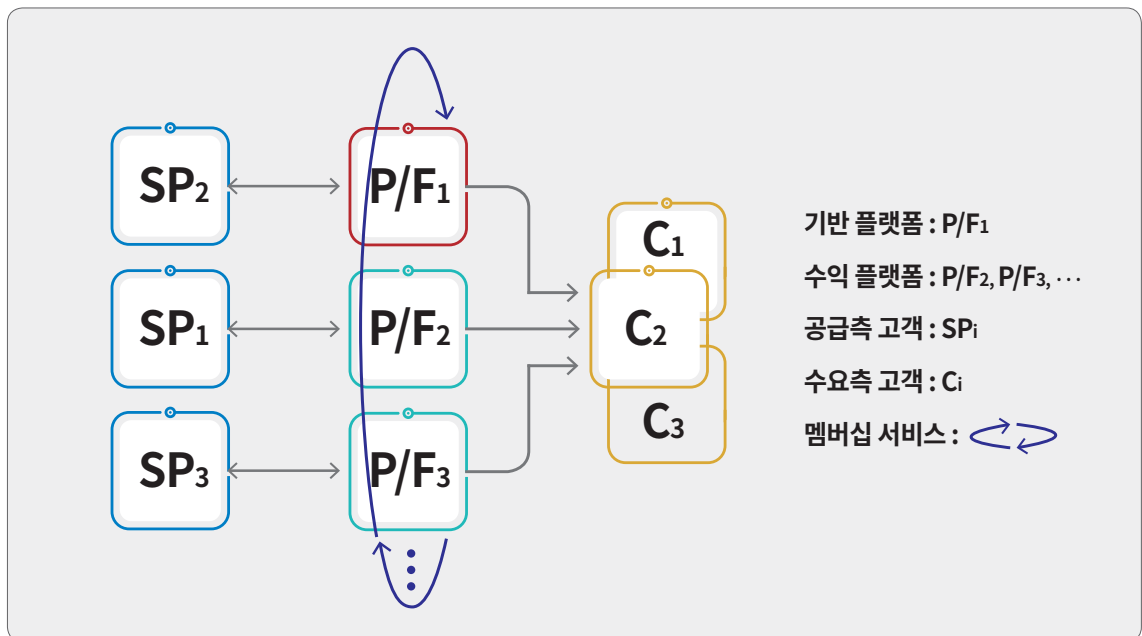 SP2
P/F1
C1
SP1
P/F2
C2
SP3
P/F3
C3
기반 플랫폼 : P/F1
수익 플랫폼 : P/F2, P/F3, ···
공급측 고객 : SPi
수요측 고객 : Ci
멤버십 서비스 :